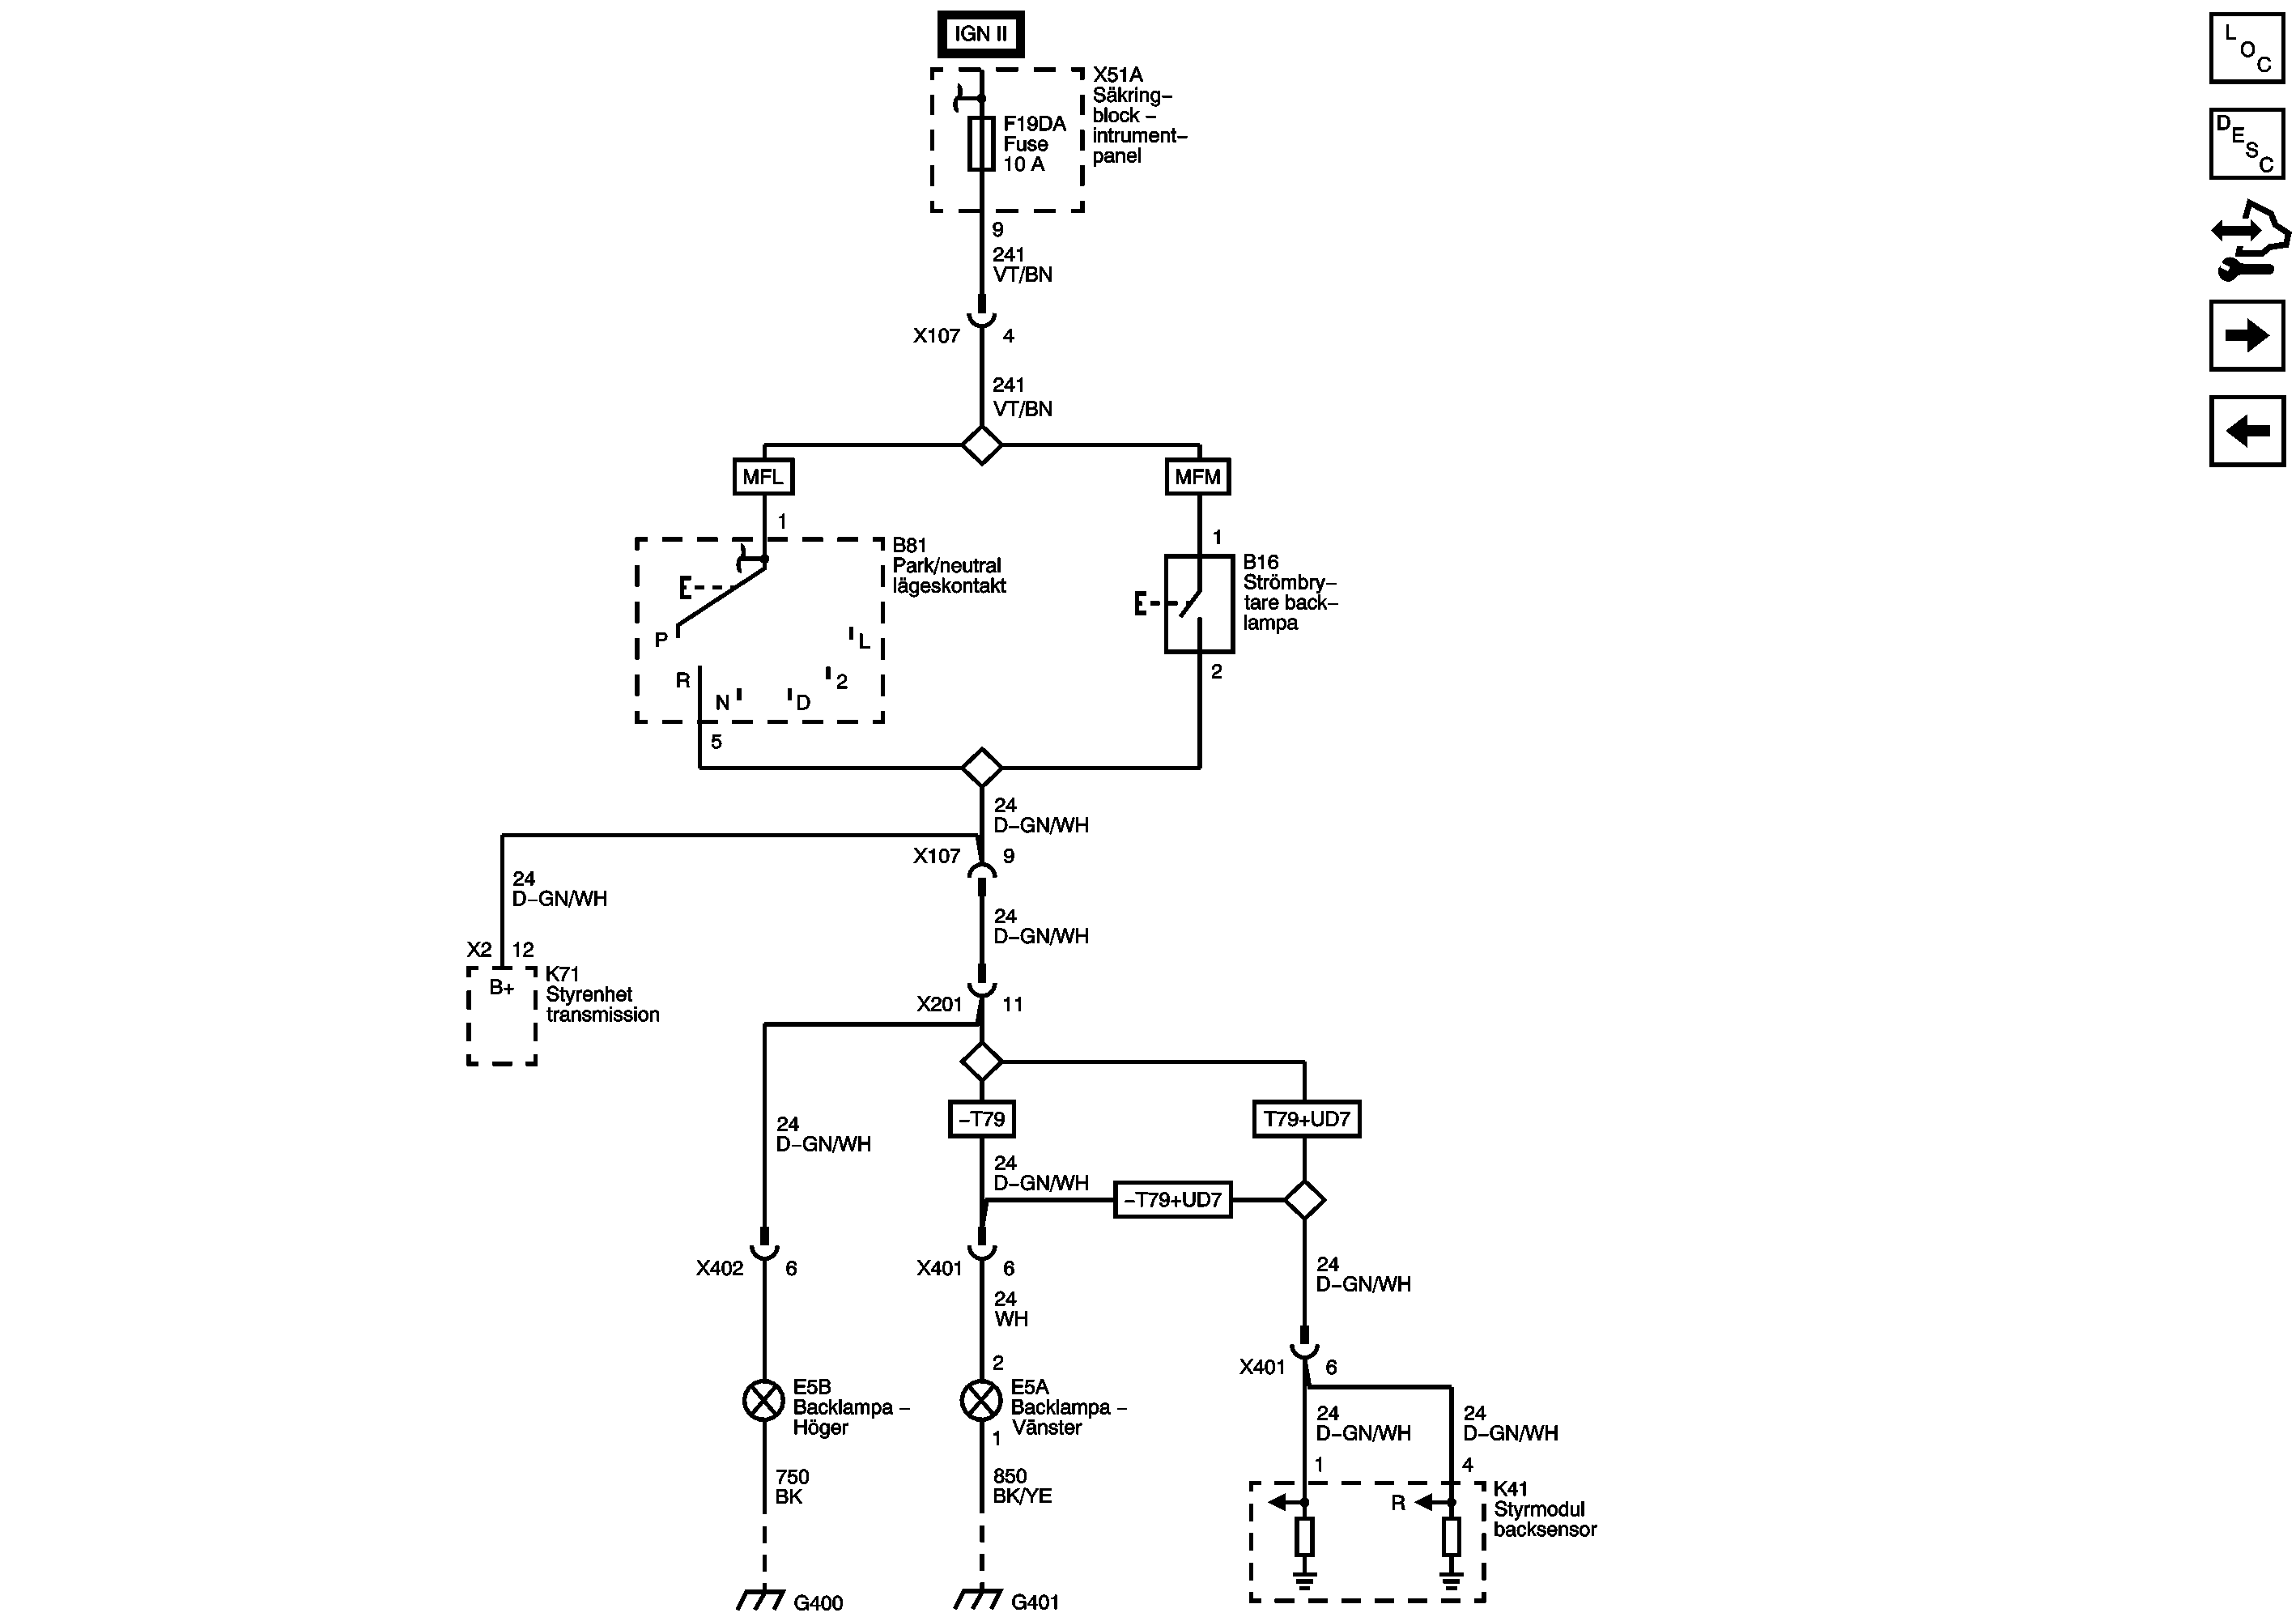 IGN II
L
O
C
X51A
Säkring–
block –
intrument–
panel
F19DA
Fuse
10 A
D
E
S
C
9
241
VT/BN
X107
4
241
VT/BN
MFL
MFM
1
1
B81
Park/neutral
lägeskontakt
B16
Strömbry–
tare back–
lampa
P
L
R
N
D
2
2
5
24
D–GN/WH
X107
9
24
D–GN/WH
24
D–GN/WH
X2
12
B+
K71
Styrenhet
transmission
X201
11
–T79
T79+UD7
24
D–GN/WH
24
D–GN/WH
–T79+UD7
X402
6
X401
6
24
D–GN/WH
24
WH
2
X401
6
E5B
Backlampa –
Höger
E5A
Backlampa –
Vänster
1
24
D–GN/WH
24
D–GN/WH
1
4
750
BK
850
BK/YE
R
K41
Styrmodul
backsensor
G400
G401